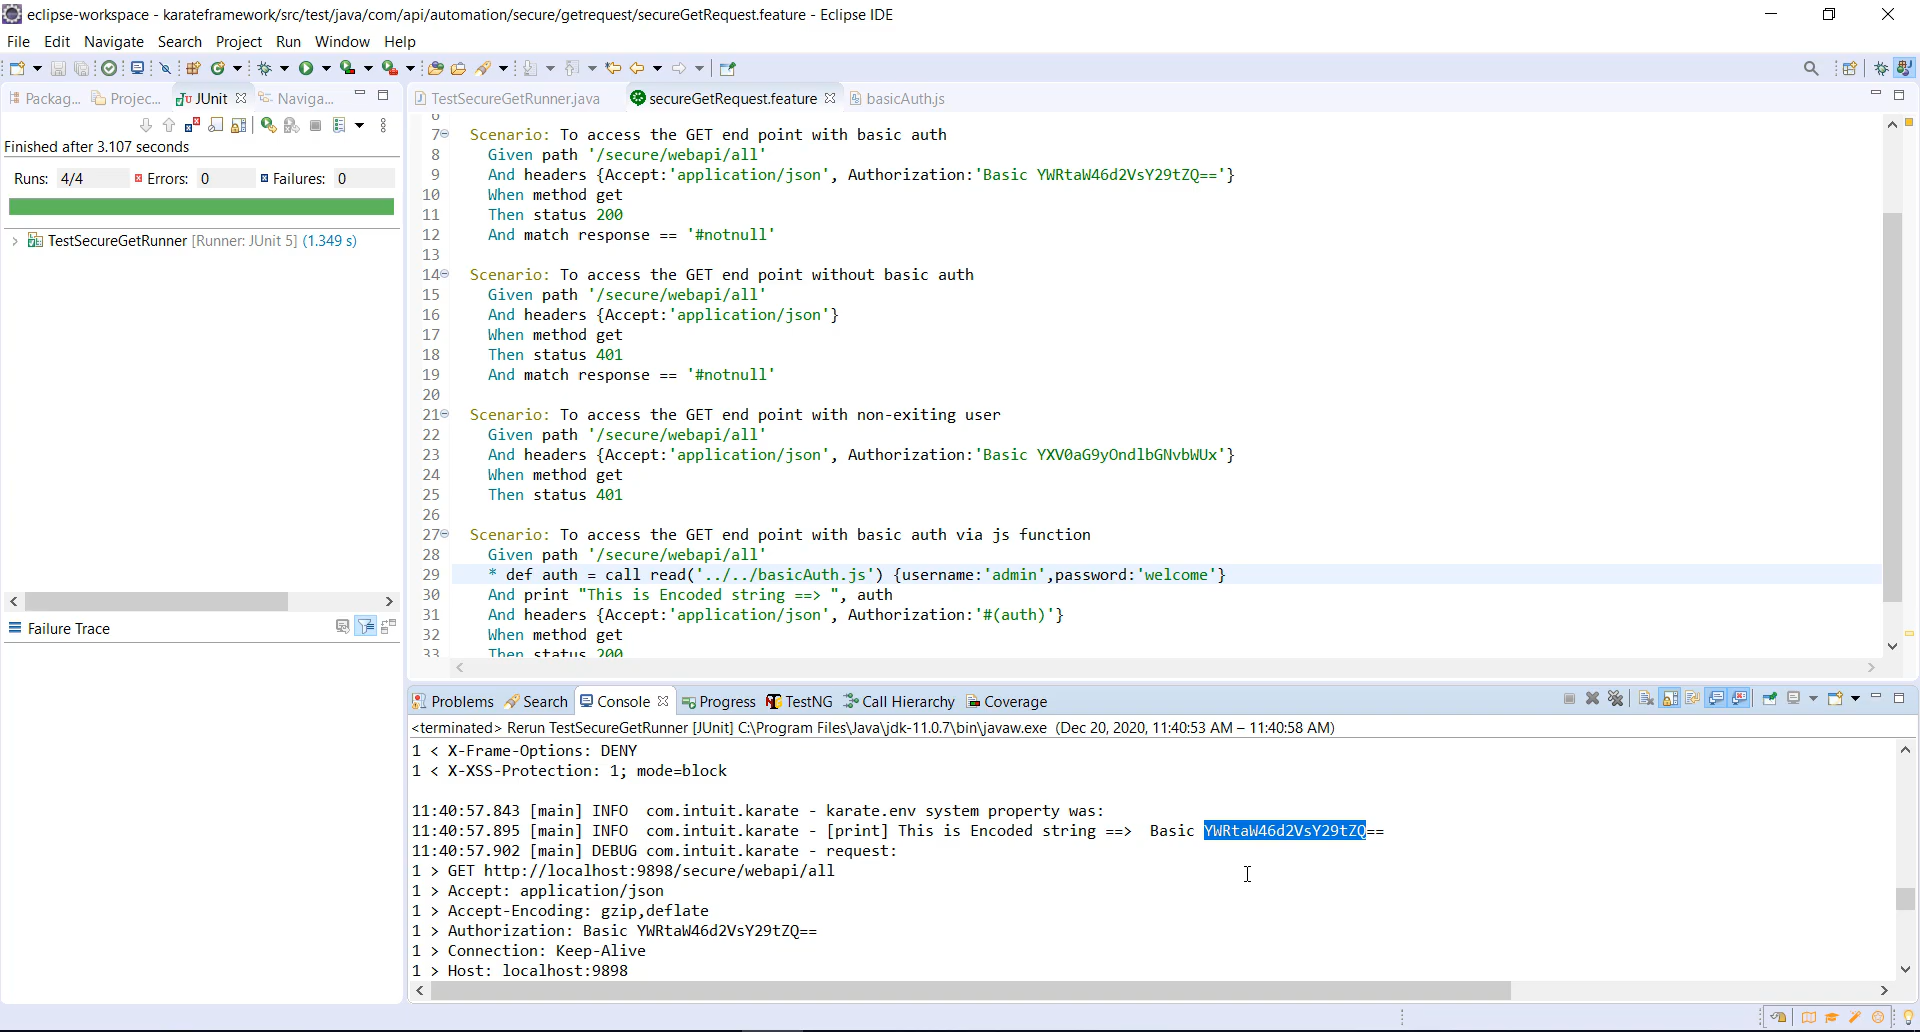 eclipse-workspace - karateframework/src/test/java/com/api/automation/secure/getrequest/secureGetRequest.feature - Eclipse IDE
File Edit Navigate Search Project Run Window Help
Packag... Projec... JUnit Naviga...
Finished after 3.107 seconds
Runs: 4/4 Errors: 0 Failures: 0
TestSecureGetRunner [Runner: JUnit 5] (1.349 s)
Failure Trace
TestSecureGetRunner.java secureGetRequest.feature basicAuth.js
6
7 Scenario: To access the GET end point with basic auth
8 Given path '/secure/webapi/all'
9 And headers {Accept:'application/json', Authorization:'Basic YWRtaW46d2VsY29tZQ=='}
10 When method get
11 Then status 200
12 And match response == '#notnull'
13
14 Scenario: To access the GET end point without basic auth
15 Given path '/secure/webapi/all'
16 And headers {Accept:'application/json'}
17 When method get
18 Then status 401
19 And match response == '#notnull'
20
21 Scenario: To access the GET end point with non-exiting user
22 Given path '/secure/webapi/all'
23 And headers {Accept:'application/json', Authorization:'Basic YXV0aG9yOndlbGNvbWUx'}
24 When method get
25 Then status 401
26
27 Scenario: To access the GET end point with basic auth via js function
28 Given path '/secure/webapi/all'
29 * def auth = call read('../../basicAuth.js') {username:'admin',password:'welcome'}
30 And print "This is Encoded string ==> ", auth
31 And headers {Accept:'application/json', Authorization:'#(auth)'}
32 When method get
33 Then status 200
Problems Search Console Progress TestNG Call Hierarchy Coverage
<terminated> Rerun TestSecureGetRunner [JUnit] C:\Program Files\Java\jdk-11.0.7\bin\javaw.exe (Dec 20, 2020, 11:40:53 AM – 11:40:58 AM)
1 < X-Frame-Options: DENY
1 < X-XSS-Protection: 1; mode=block
11:40:57.843 [main] INFO com.intuit.karate - karate.env system property was:
11:40:57.895 [main] INFO com.intuit.karate - [print] This is Encoded string ==> Basic YWRtaW46d2VsY29tZQ==
11:40:57.902 [main] DEBUG com.intuit.karate - request:
1 > GET http://localhost:9898/secure/webapi/all
1 > Accept: application/json
1 > Accept-Encoding: gzip,deflate
1 > Authorization: Basic YWRtaW46d2VsY29tZQ==
1 > Connection: Keep-Alive
1 > Host: localhost:9898